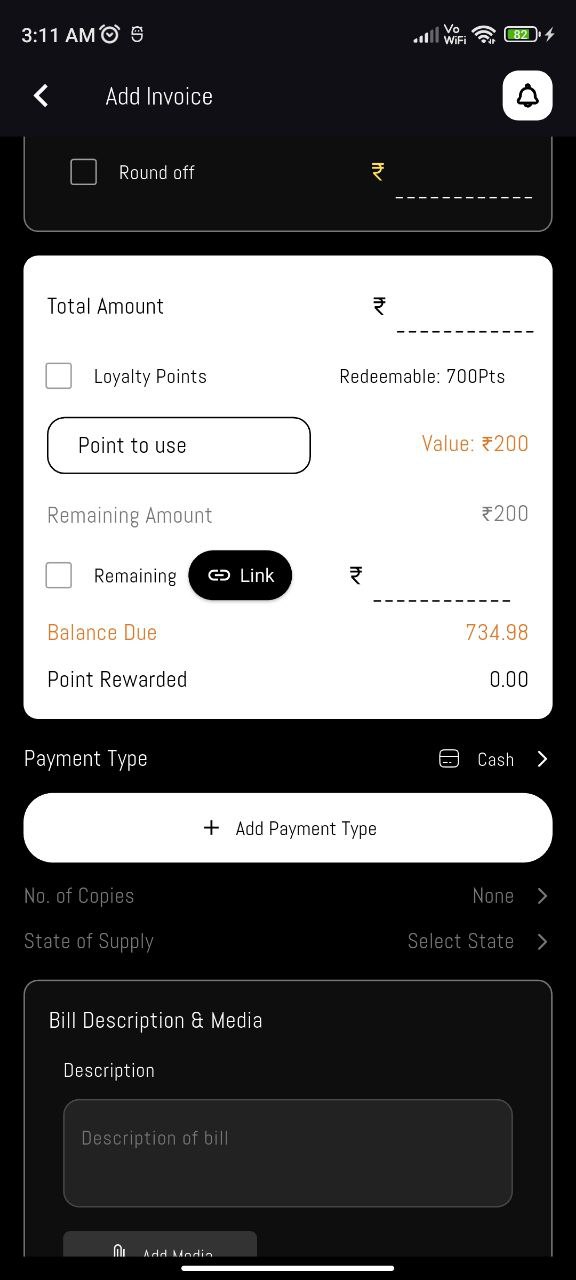 3:11 AM Vo WiFi 82
Add Invoice
Round off ₹
Total Amount ₹
Loyalty Points Redeemable: 700Pts
Point to use Value: ₹200
Remaining Amount ₹200
Remaining Link ₹
Balance Due 734.98
Point Rewarded 0.00
Payment Type Cash
+ Add Payment Type
No. of Copies None
State of Supply Select State
Bill Description & Media
Description
Description of bill
Add Media